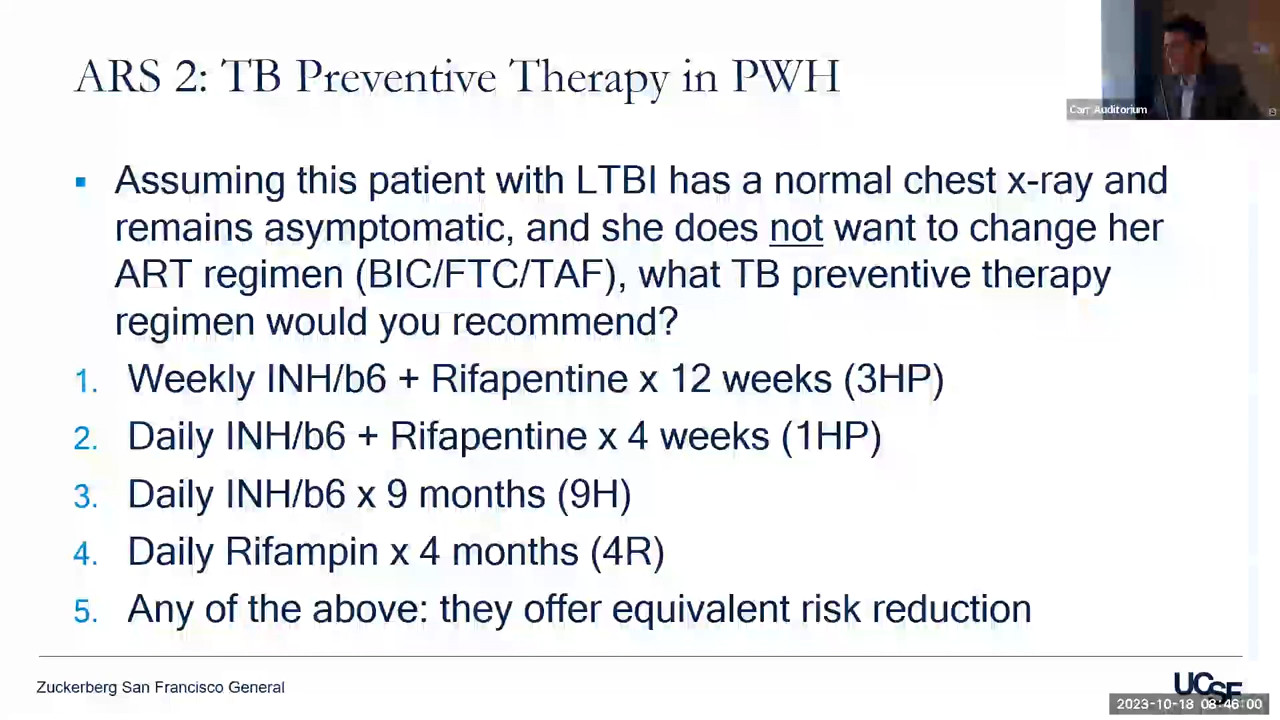 ARS 2: TB Preventive Therapy in PWH
Carr Auditorium
▪ Assuming this patient with LTBI has a normal chest x-ray and
remains asymptomatic, and she does not want to change her
ART regimen (BIC/FTC/TAF), what TB preventive therapy
regimen would you recommend?
1. Weekly INH/b6 + Rifapentine x 12 weeks (3HP)
2. Daily INH/b6 + Rifapentine x 4 weeks (1HP)
3. Daily INH/b6 x 9 months (9H)
4. Daily Rifampin x 4 months (4R)
5. Any of the above: they offer equivalent risk reduction
Zuckerberg San Francisco General
UCSF
2023-10-18 08:46:00